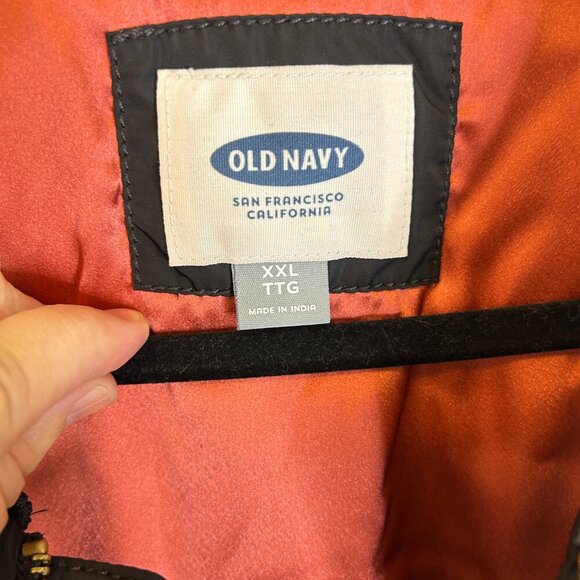 OLD NAVY
SAN FRANCISCO
CALIFORNIA
XXL
TTG
MADE IN INDIA